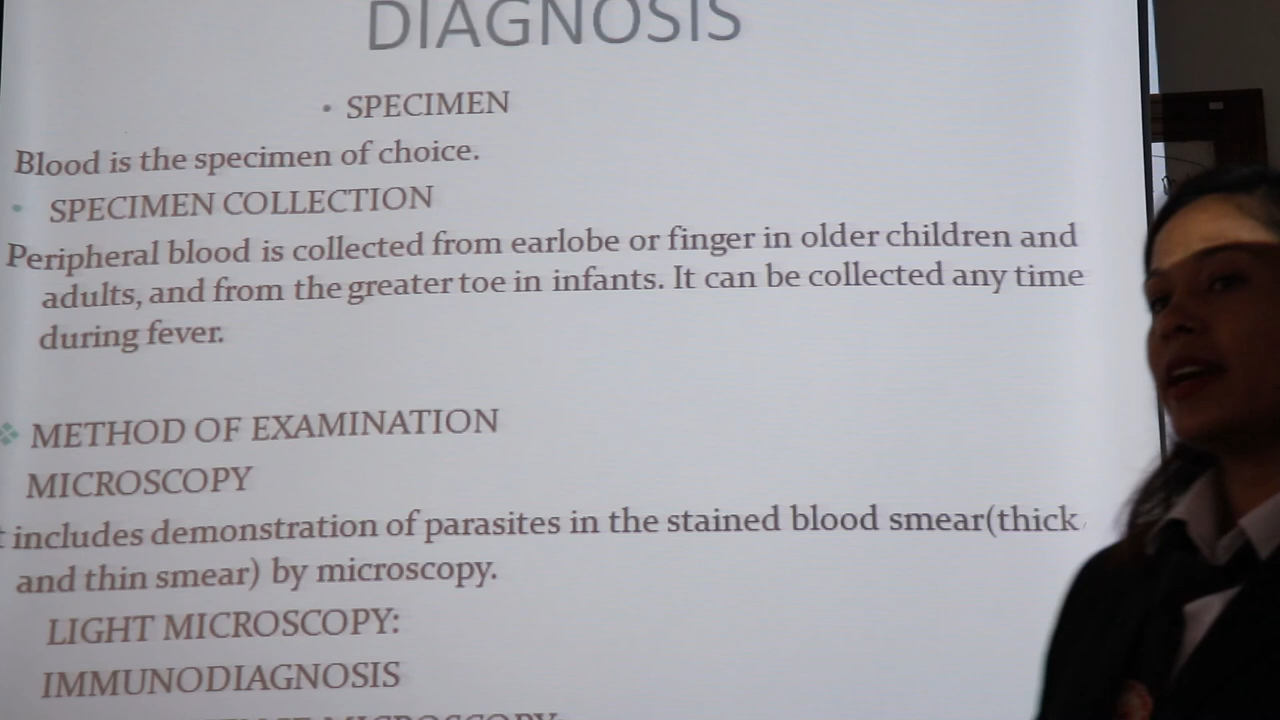 DIAGNOSIS
• SPECIMEN
Blood is the specimen of choice.
• SPECIMEN COLLECTION
Peripheral blood is collected from earlobe or finger in older children and
adults, and from the greater toe in infants. It can be collected any time
during fever.
❖ METHOD OF EXAMINATION
MICROSCOPY
includes demonstration of parasites in the stained blood smear(thick
and thin smear) by microscopy.
LIGHT MICROSCOPY:
IMMUNODIAGNOSIS
MICROSCOPY